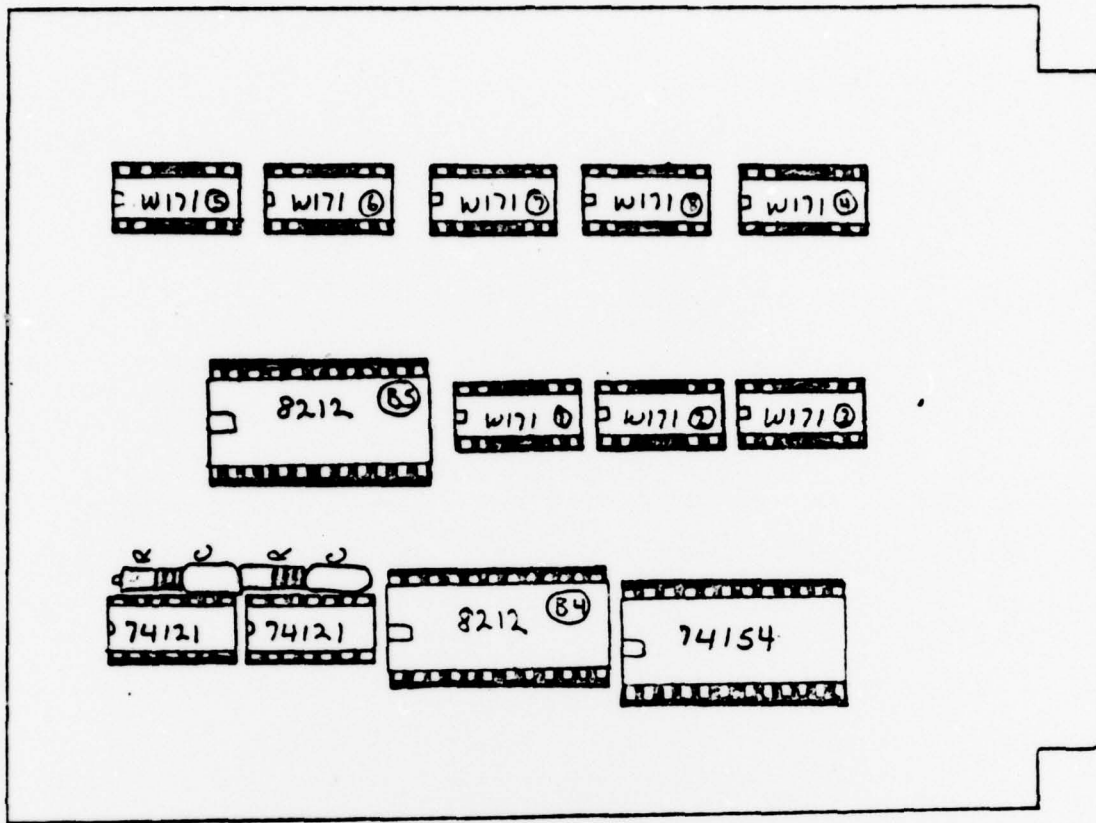 W171 ⑤ W171 ⑥ W171 ⑦ W171 ⑧ W171 ④
8212 B5 W171 ① W171 ② W171 ③
R C R C
74121 74121 8212 B4 74154